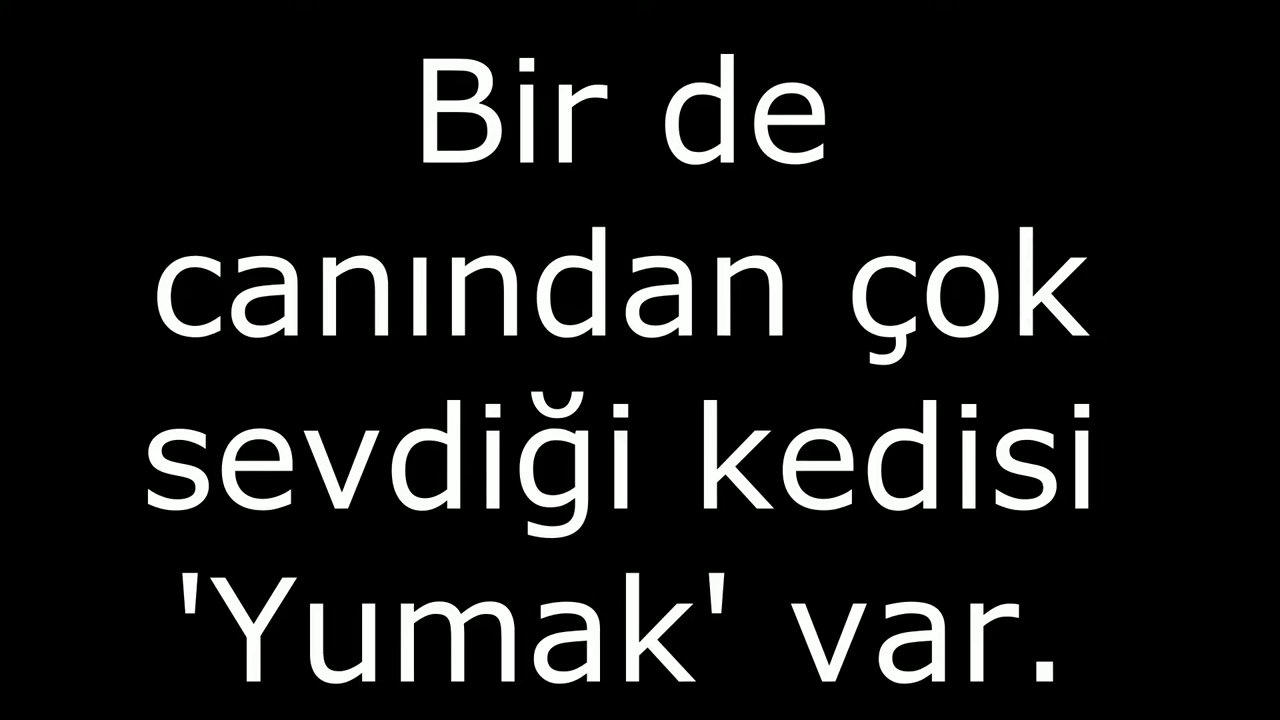 Bir de
canından çok
sevdiği kedisi
'Yumak' var.